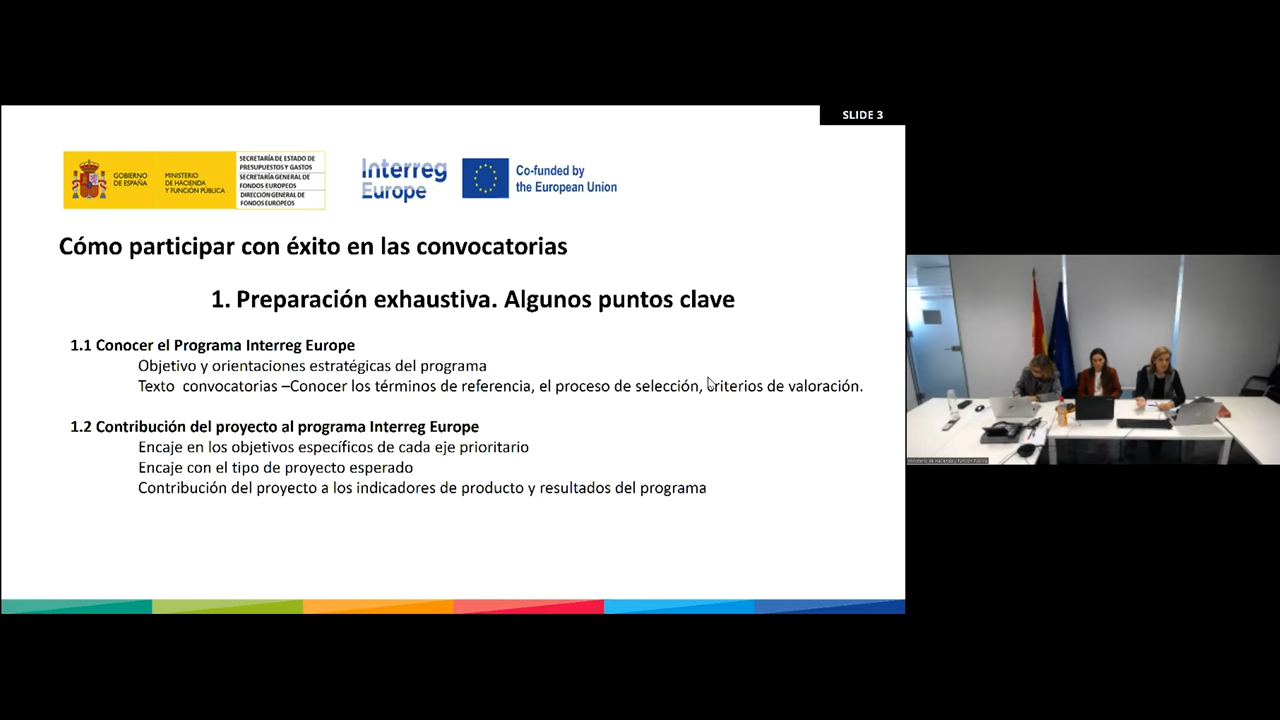 SLIDE 3
GOBIERNO
DE ESPAÑA
MINISTERIO
DE HACIENDA
Y FUNCIÓN PÚBLICA
SECRETARÍA DE ESTADO DE
PRESUPUESTOS Y GASTOS
SECRETARÍA GENERAL DE
FONDOS EUROPEOS
DIRECCIÓN GENERAL DE
FONDOS EUROPEOS
Interreg
Europe
Co-funded by
the European Union
Cómo participar con éxito en las convocatorias
1. Preparación exhaustiva. Algunos puntos clave
1.1 Conocer el Programa Interreg Europe
Objetivo y orientaciones estratégicas del programa
Texto convocatorias –Conocer los términos de referencia, el proceso de selección, criterios de valoración.
1.2 Contribución del proyecto al programa Interreg Europe
Encaje en los objetivos específicos de cada eje prioritario
Encaje con el tipo de proyecto esperado
Contribución del proyecto a los indicadores de producto y resultados del programa
Ministerio de Hacienda y Función Pública